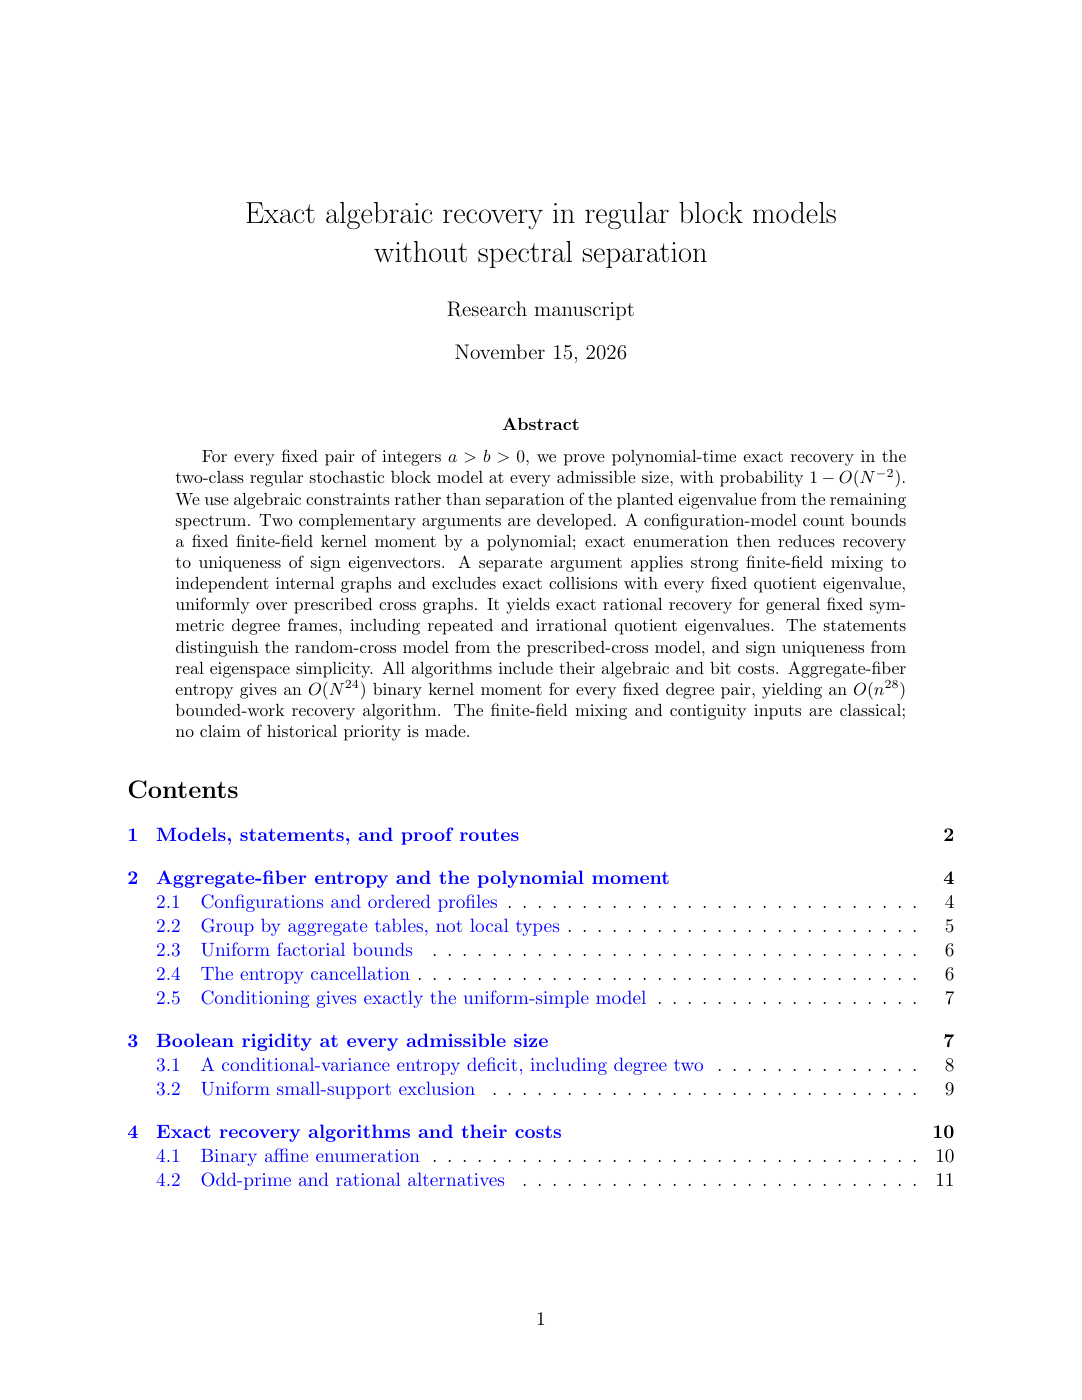 Exact algebraic recovery in regular block models
without spectral separation
Research manuscript
November 15, 2026
Abstract
For every fixed pair of integers a > b > 0, we prove polynomial-time exact recovery in the
two-class regular stochastic block model at every admissible size, with probability 1 − O(N⁻²).
We use algebraic constraints rather than separation of the planted eigenvalue from the remaining
spectrum. Two complementary arguments are developed. A configuration-model count bounds
a fixed finite-field kernel moment by a polynomial; exact enumeration then reduces recovery
to uniqueness of sign eigenvectors. A separate argument applies strong finite-field mixing to
independent internal graphs and excludes exact collisions with every fixed quotient eigenvalue,
uniformly over prescribed cross graphs. It yields exact rational recovery for general fixed sym-
metric degree frames, including repeated and irrational quotient eigenvalues. The statements
distinguish the random-cross model from the prescribed-cross model, and sign uniqueness from
real eigenspace simplicity. All algorithms include their algebraic and bit costs. Aggregate-fiber
entropy gives an O(N²⁴) binary kernel moment for every fixed degree pair, yielding an O(n²⁸)
bounded-work recovery algorithm. The finite-field mixing and contiguity inputs are classical;
no claim of historical priority is made.
Contents
1 Models, statements, and proof routes 2
2 Aggregate-fiber entropy and the polynomial moment 4
2.1 Configurations and ordered profiles . . . . . . . . . . . . . . . . . . . . . . . . . . . . 4
2.2 Group by aggregate tables, not local types . . . . . . . . . . . . . . . . . . . . . . . . 5
2.3 Uniform factorial bounds . . . . . . . . . . . . . . . . . . . . . . . . . . . . . . . . 6
2.4 The entropy cancellation . . . . . . . . . . . . . . . . . . . . . . . . . . . . . . . . . 6
2.5 Conditioning gives exactly the uniform-simple model . . . . . . . . . . . . . . . . . . 7
3 Boolean rigidity at every admissible size 7
3.1 A conditional-variance entropy deficit, including degree two . . . . . . . . . . . . . . 8
3.2 Uniform small-support exclusion . . . . . . . . . . . . . . . . . . . . . . . . . . . . . 9
4 Exact recovery algorithms and their costs 10
4.1 Binary affine enumeration . . . . . . . . . . . . . . . . . . . . . . . . . . . . . . . . 10
4.2 Odd-prime and rational alternatives . . . . . . . . . . . . . . . . . . . . . . . . . . . 11
1